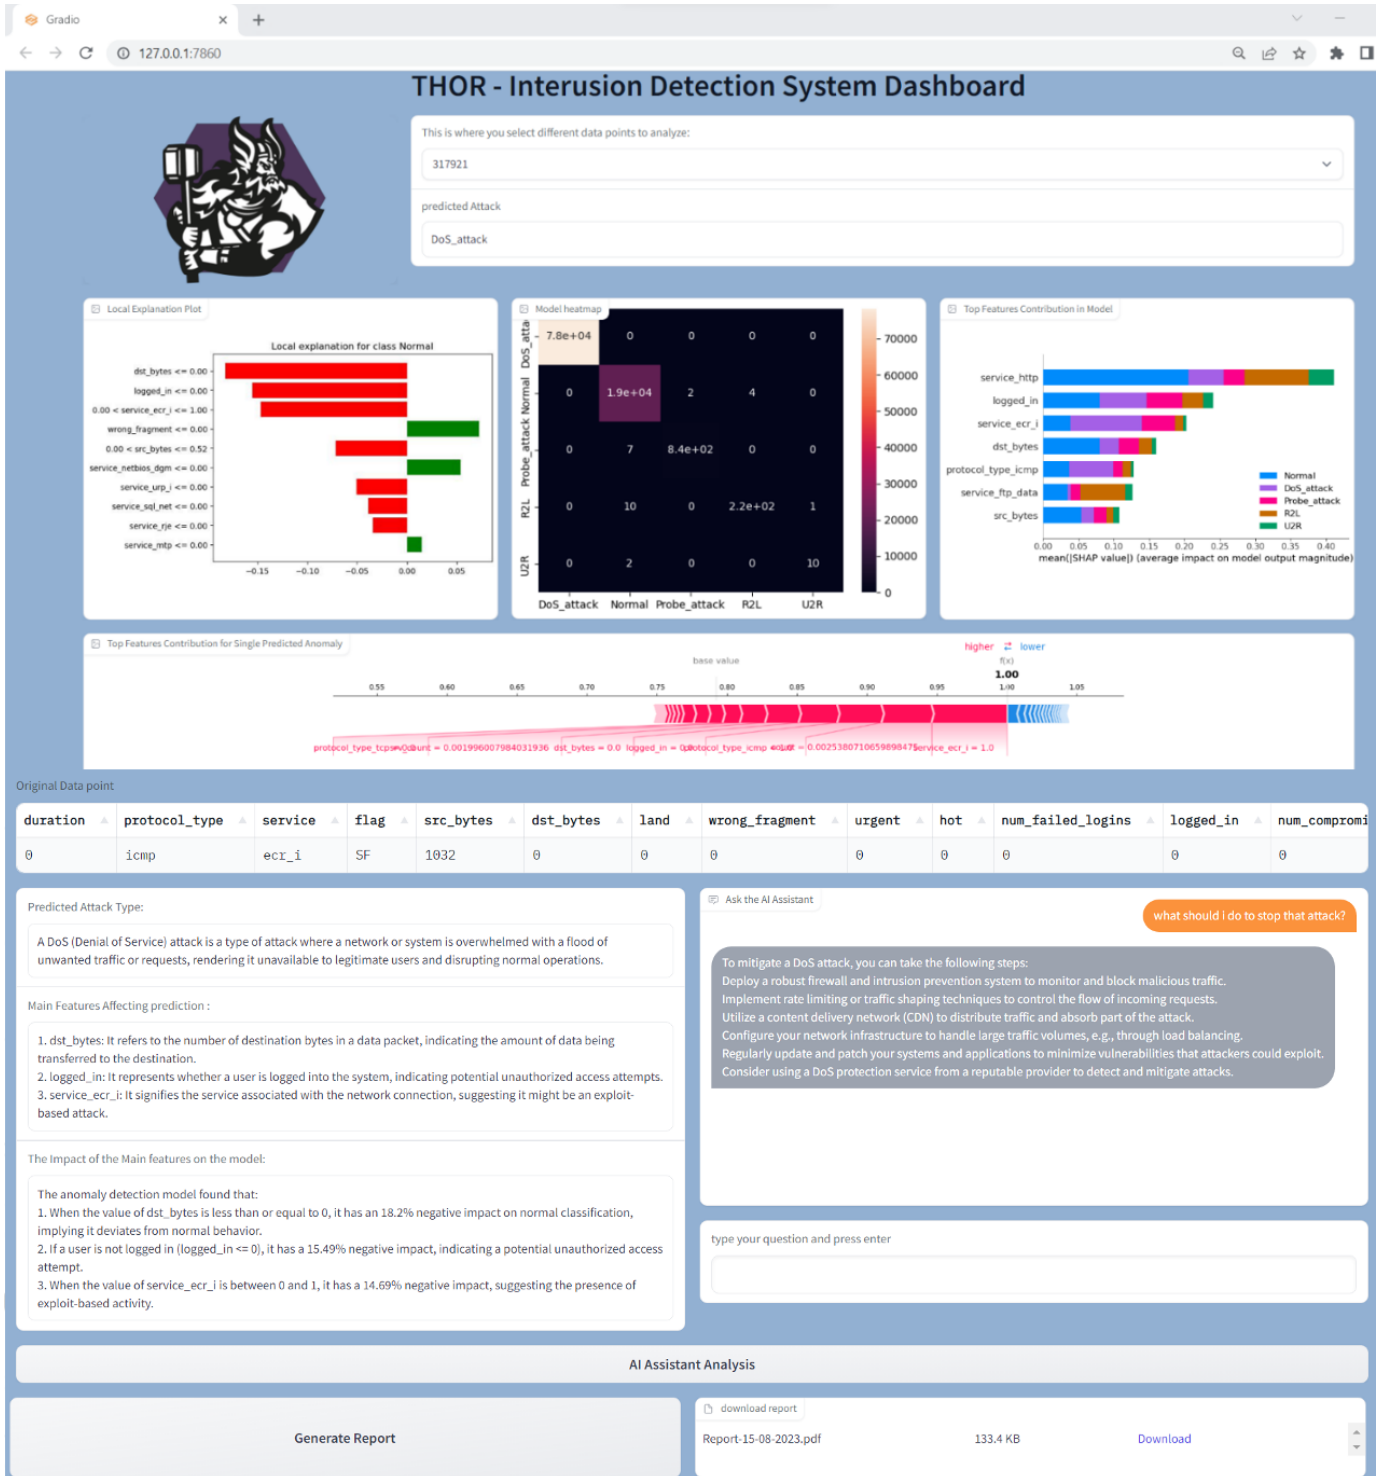 Gradio
127.0.0.1:7860
THOR - Interusion Detection System Dashboard
This is where you select different data points to analyze:
317921
predicted Attack
DoS_attack
Local Explanation Plot
Local explanation for class Normal
dst_bytes <= 0.00
logged_in <= 0.00
0.00 < service_ecr_i <= 1.00
wrong_fragment <= 0.00
0.00 < src_bytes <= 0.52
service_netbios_dgm <= 0.00
service_urp_i <= 0.00
service_sql_net <= 0.00
service_rje <= 0.00
service_mtp <= 0.00
−0.15 −0.10 −0.05 0.00 0.05
Model heatmap
DoS_atta
7.8e+04 0 0 0 0
Normal
0 1.9e+04 2 4 0
Probe_attack
0 7 8.4e+02 0 0
R2L
0 10 0 2.2e+02 1
U2R
0 2 0 0 10
DoS_attack Normal Probe_attack R2L U2R
70000
60000
50000
40000
30000
20000
10000
0
Top Features Contribution in Model
service_http
logged_in
service_ecr_i
dst_bytes
protocol_type_icmp
service_ftp_data
src_bytes
Normal
DoS_attack
Probe_attack
R2L
U2R
0.00 0.05 0.10 0.15 0.20 0.25 0.30 0.35 0.40
mean(|SHAP value|) (average impact on model output magnitude)
Top Features Contribution for Single Predicted Anomaly
higher ⇄ lower
base value f(x)
1.00
0.55 0.60 0.65 0.70 0.75 0.80 0.85 0.90 0.95 1.00 1.05
= 0.001996007984031936 dst_bytes = 0.0 logged_in = = 0.0025380710659898475 service_ecr_i = 1.0
Original Data point
duration protocol_type service flag src_bytes dst_bytes land wrong_fragment urgent hot num_failed_logins logged_in num_compromi
0 icmp ecr_i SF 1032 0 0 0 0 0 0 0 0
Predicted Attack Type:
A DoS (Denial of Service) attack is a type of attack where a network or system is overwhelmed with a flood of
unwanted traffic or requests, rendering it unavailable to legitimate users and disrupting normal operations.
Main Features Affecting prediction :
1. dst_bytes: It refers to the number of destination bytes in a data packet, indicating the amount of data being
transferred to the destination.
2. logged_in: It represents whether a user is logged into the system, indicating potential unauthorized access attempts.
3. service_ecr_i: It signifies the service associated with the network connection, suggesting it might be an exploit-
based attack.
The Impact of the Main features on the model:
The anomaly detection model found that:
1. When the value of dst_bytes is less than or equal to 0, it has an 18.2% negative impact on normal classification,
implying it deviates from normal behavior.
2. If a user is not logged in (logged_in <= 0), it has a 15.49% negative impact, indicating a potential unauthorized access
attempt.
3. When the value of service_ecr_i is between 0 and 1, it has a 14.69% negative impact, suggesting the presence of
exploit-based activity.
Ask the AI Assistant
what should i do to stop that attack?
To mitigate a DoS attack, you can take the following steps:
Deploy a robust firewall and intrusion prevention system to monitor and block malicious traffic.
Implement rate limiting or traffic shaping techniques to control the flow of incoming requests.
Utilize a content delivery network (CDN) to distribute traffic and absorb part of the attack.
Configure your network infrastructure to handle large traffic volumes, e.g., through load balancing.
Regularly update and patch your systems and applications to minimize vulnerabilities that attackers could exploit.
Consider using a DoS protection service from a reputable provider to detect and mitigate attacks.
type your question and press enter
AI Assistant Analysis
Generate Report
download report
Report-15-08-2023.pdf 133.4 KB Download